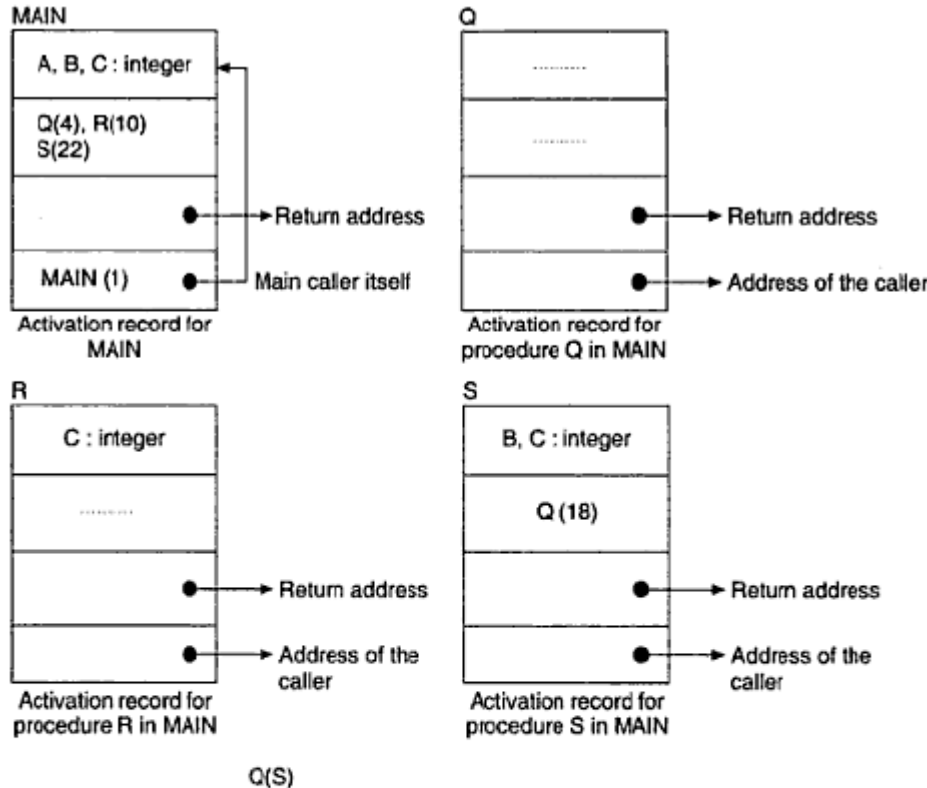 MAIN
A, B, C : integer
Q(4), R(10)
S(22)
Return address
MAIN (1)
Main caller itself
Activation record for
MAIN
Q
..........
..........
Return address
Address of the caller
Activation record for
procedure Q in MAIN
R
C : integer
..........
Return address
Address of the
caller
Activation record for
procedure R in MAIN
S
B, C : integer
Q (18)
Return address
Address of the
caller
Activation record for
procedure S in MAIN
Q(S)